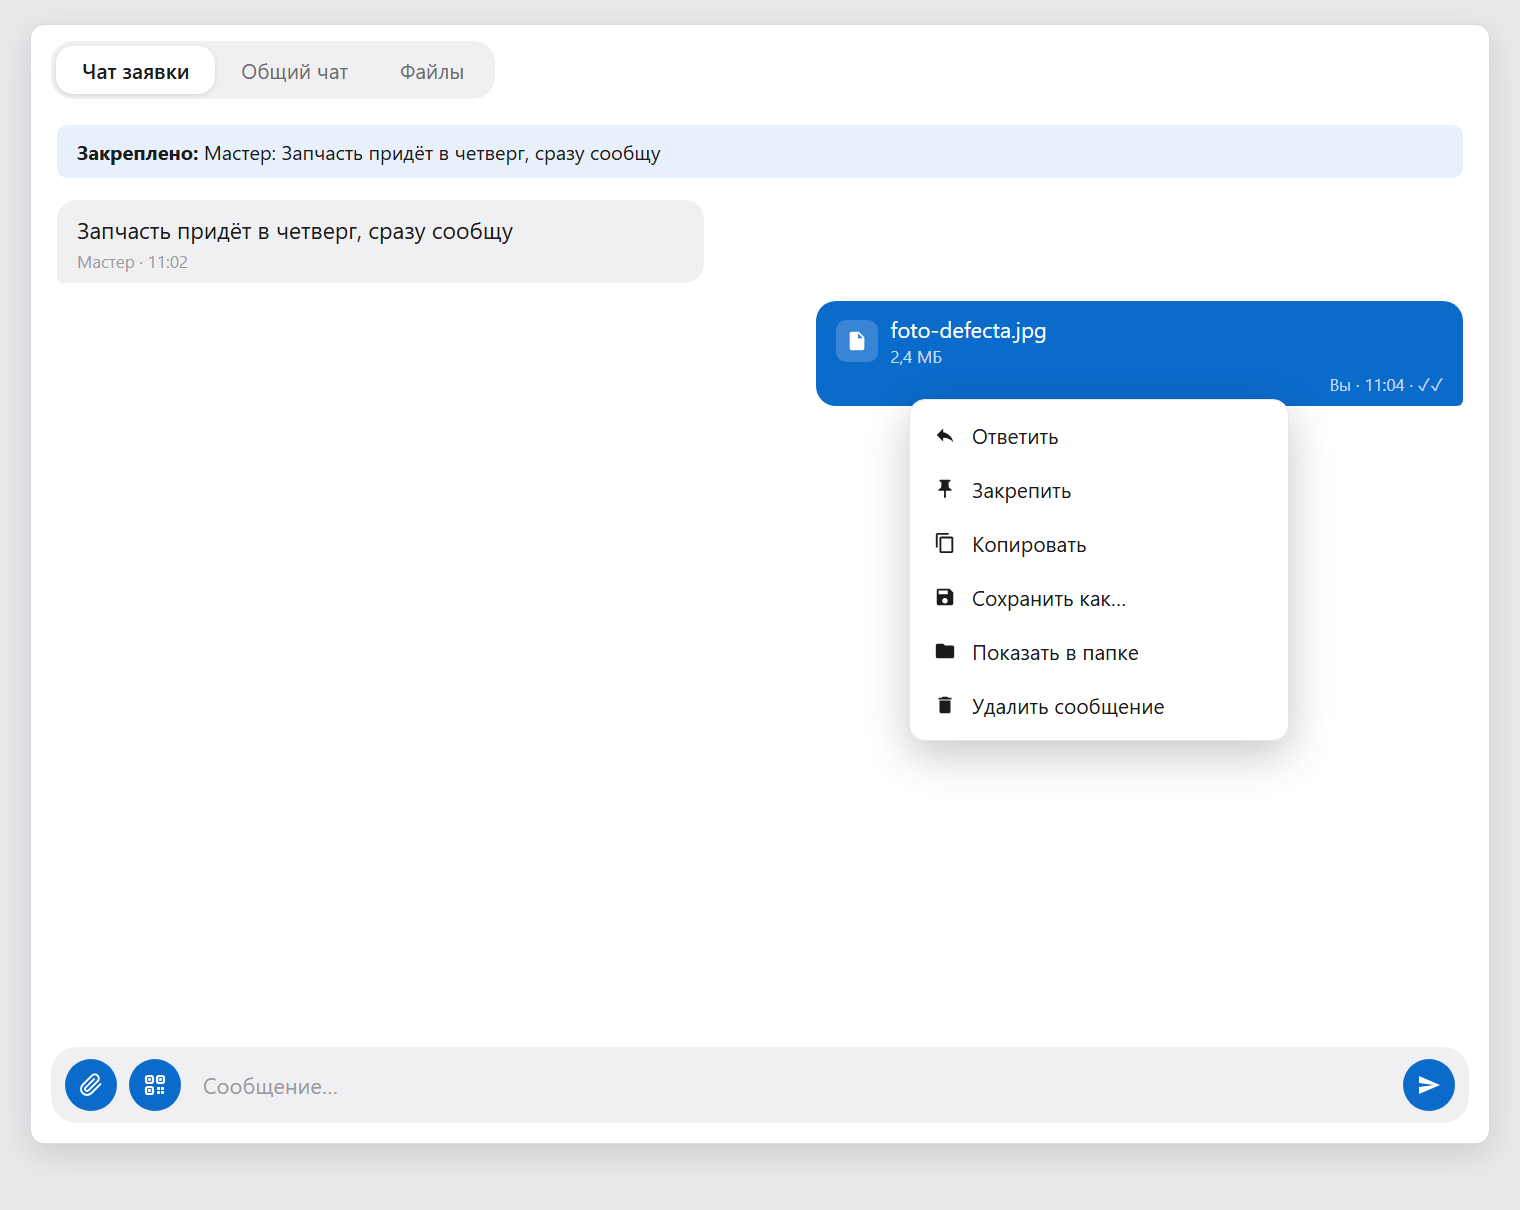 Чат заявки Общий чат Файлы
Закреплено: Мастер: Запчасть придёт в четверг, сразу сообщу
Запчасть придёт в четверг, сразу сообщу
Мастер · 11:02
foto-defecta.jpg
2,4 МБ
Вы · 11:04 · ✓✓
Ответить
Закрепить
Копировать
Сохранить как...
Показать в папке
Удалить сообщение
Сообщение...